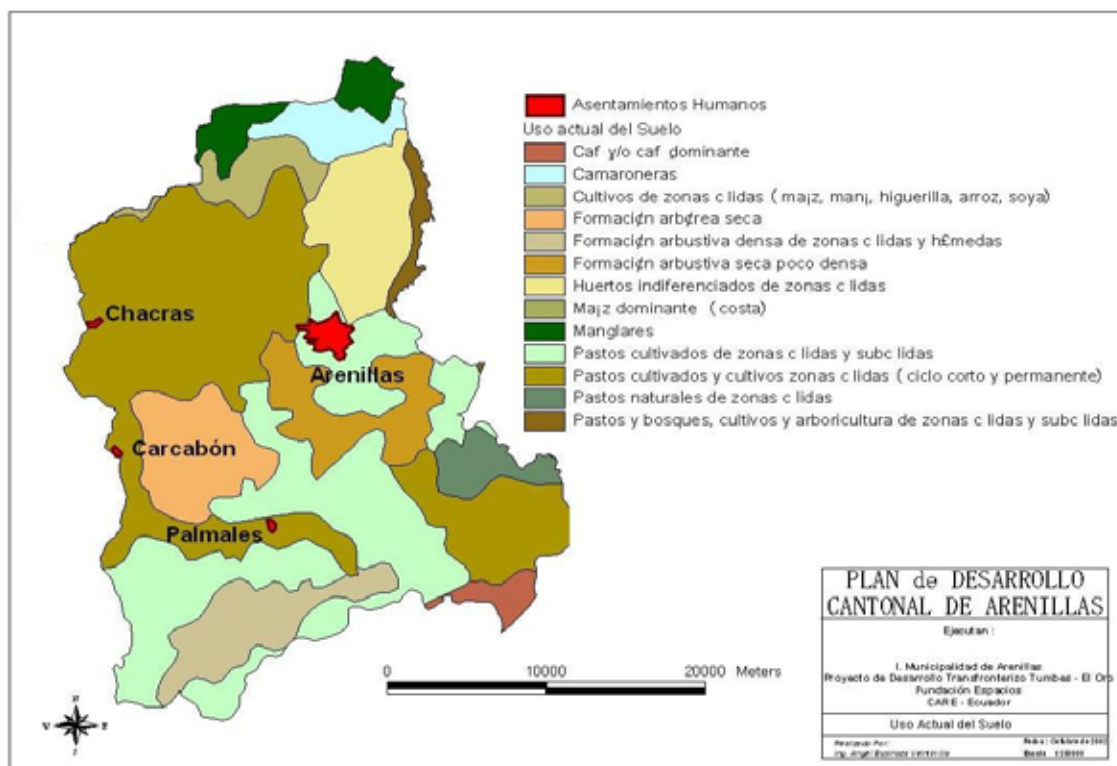 Asentamientos Humanos
Uso actual del Suelo
Caf y/o caf dominante
Camaroneras
Cultivos de zonas c lidas ( ma¡z, man¡, higuerilla, arroz, soya)
Formaci¢n arb¢rea seca
Formaci¢n arbustiva densa de zonas c lidas y h£medas
Formaci¢n arbustiva seca poco densa
Huertos indiferenciados de zonas c lidas
Ma¡z dominante ( costa)
Manglares
Pastos cultivados de zonas c lidas y subc lidas
Pastos cultivados y cultivos zonas c lidas ( ciclo corto y permanente)
Pastos naturales de zonas c lidas
Pastos y bosques, cultivos y arboricultura de zonas c lidas y subc lidas
Chacras
Arenillas
Carcabón
Palmales
0 10000 20000 Meters
PLAN de DESARROLLO
CANTONAL DE ARENILLAS
Ejecutan :
I. Municipalidad de Arenillas
Proyecto de Desarrollo Transfronterizo Tumbes - El Oro
Fundación Espacios
CARE - Ecuador
Uso Actual del Suelo
Realizado Por:
Ing. Angel Espinoza